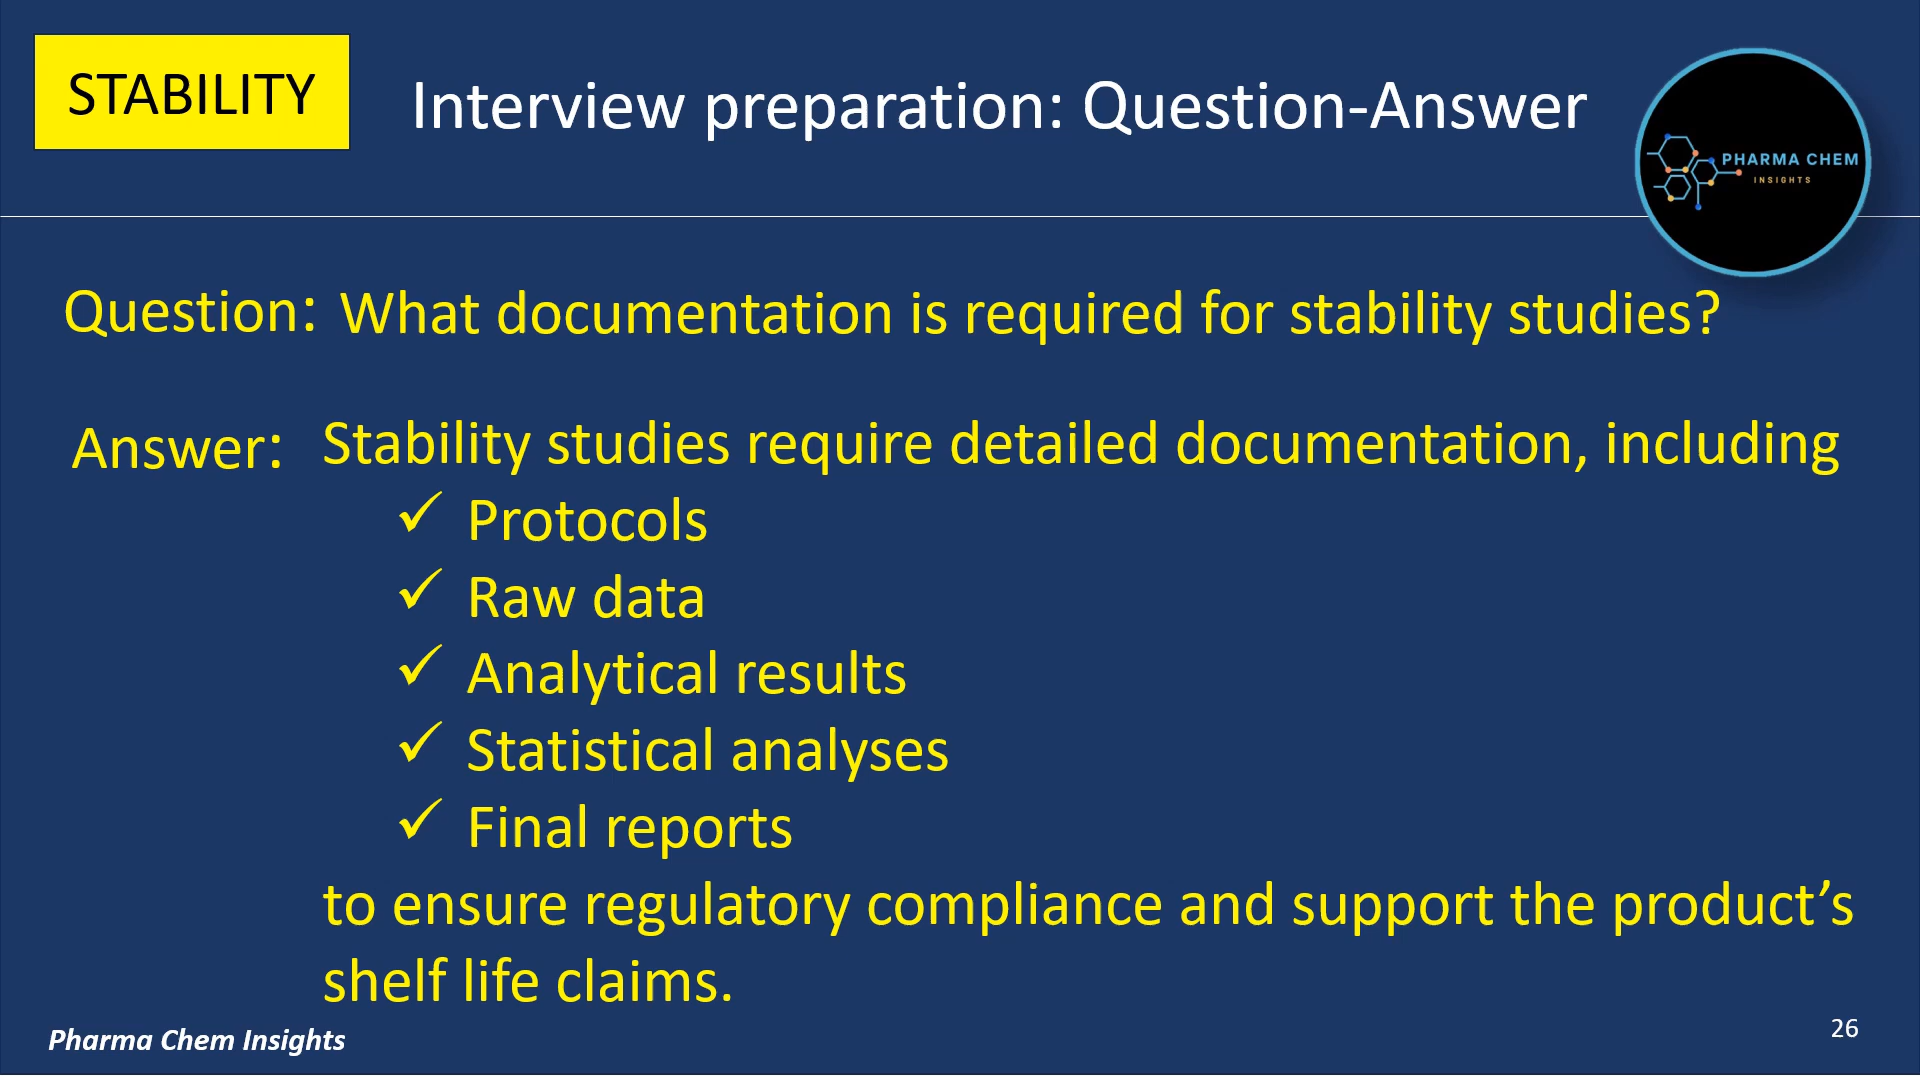 STABILITY
Interview preparation: Question-Answer
PHARMA CHEM
INSIGHTS
Question: What documentation is required for stability studies?
Answer: Stability studies require detailed documentation, including
✓ Protocols
✓ Raw data
✓ Analytical results
✓ Statistical analyses
✓ Final reports
to ensure regulatory compliance and support the product’s
shelf life claims.
Pharma Chem Insights
26